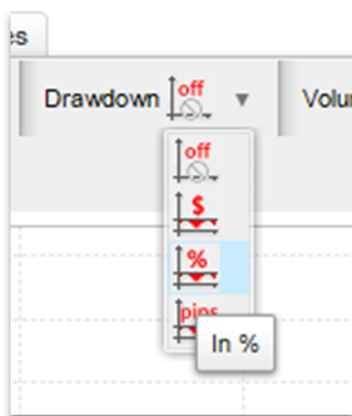 es
Drawdown off
Volu
off
$
%
pips
In %